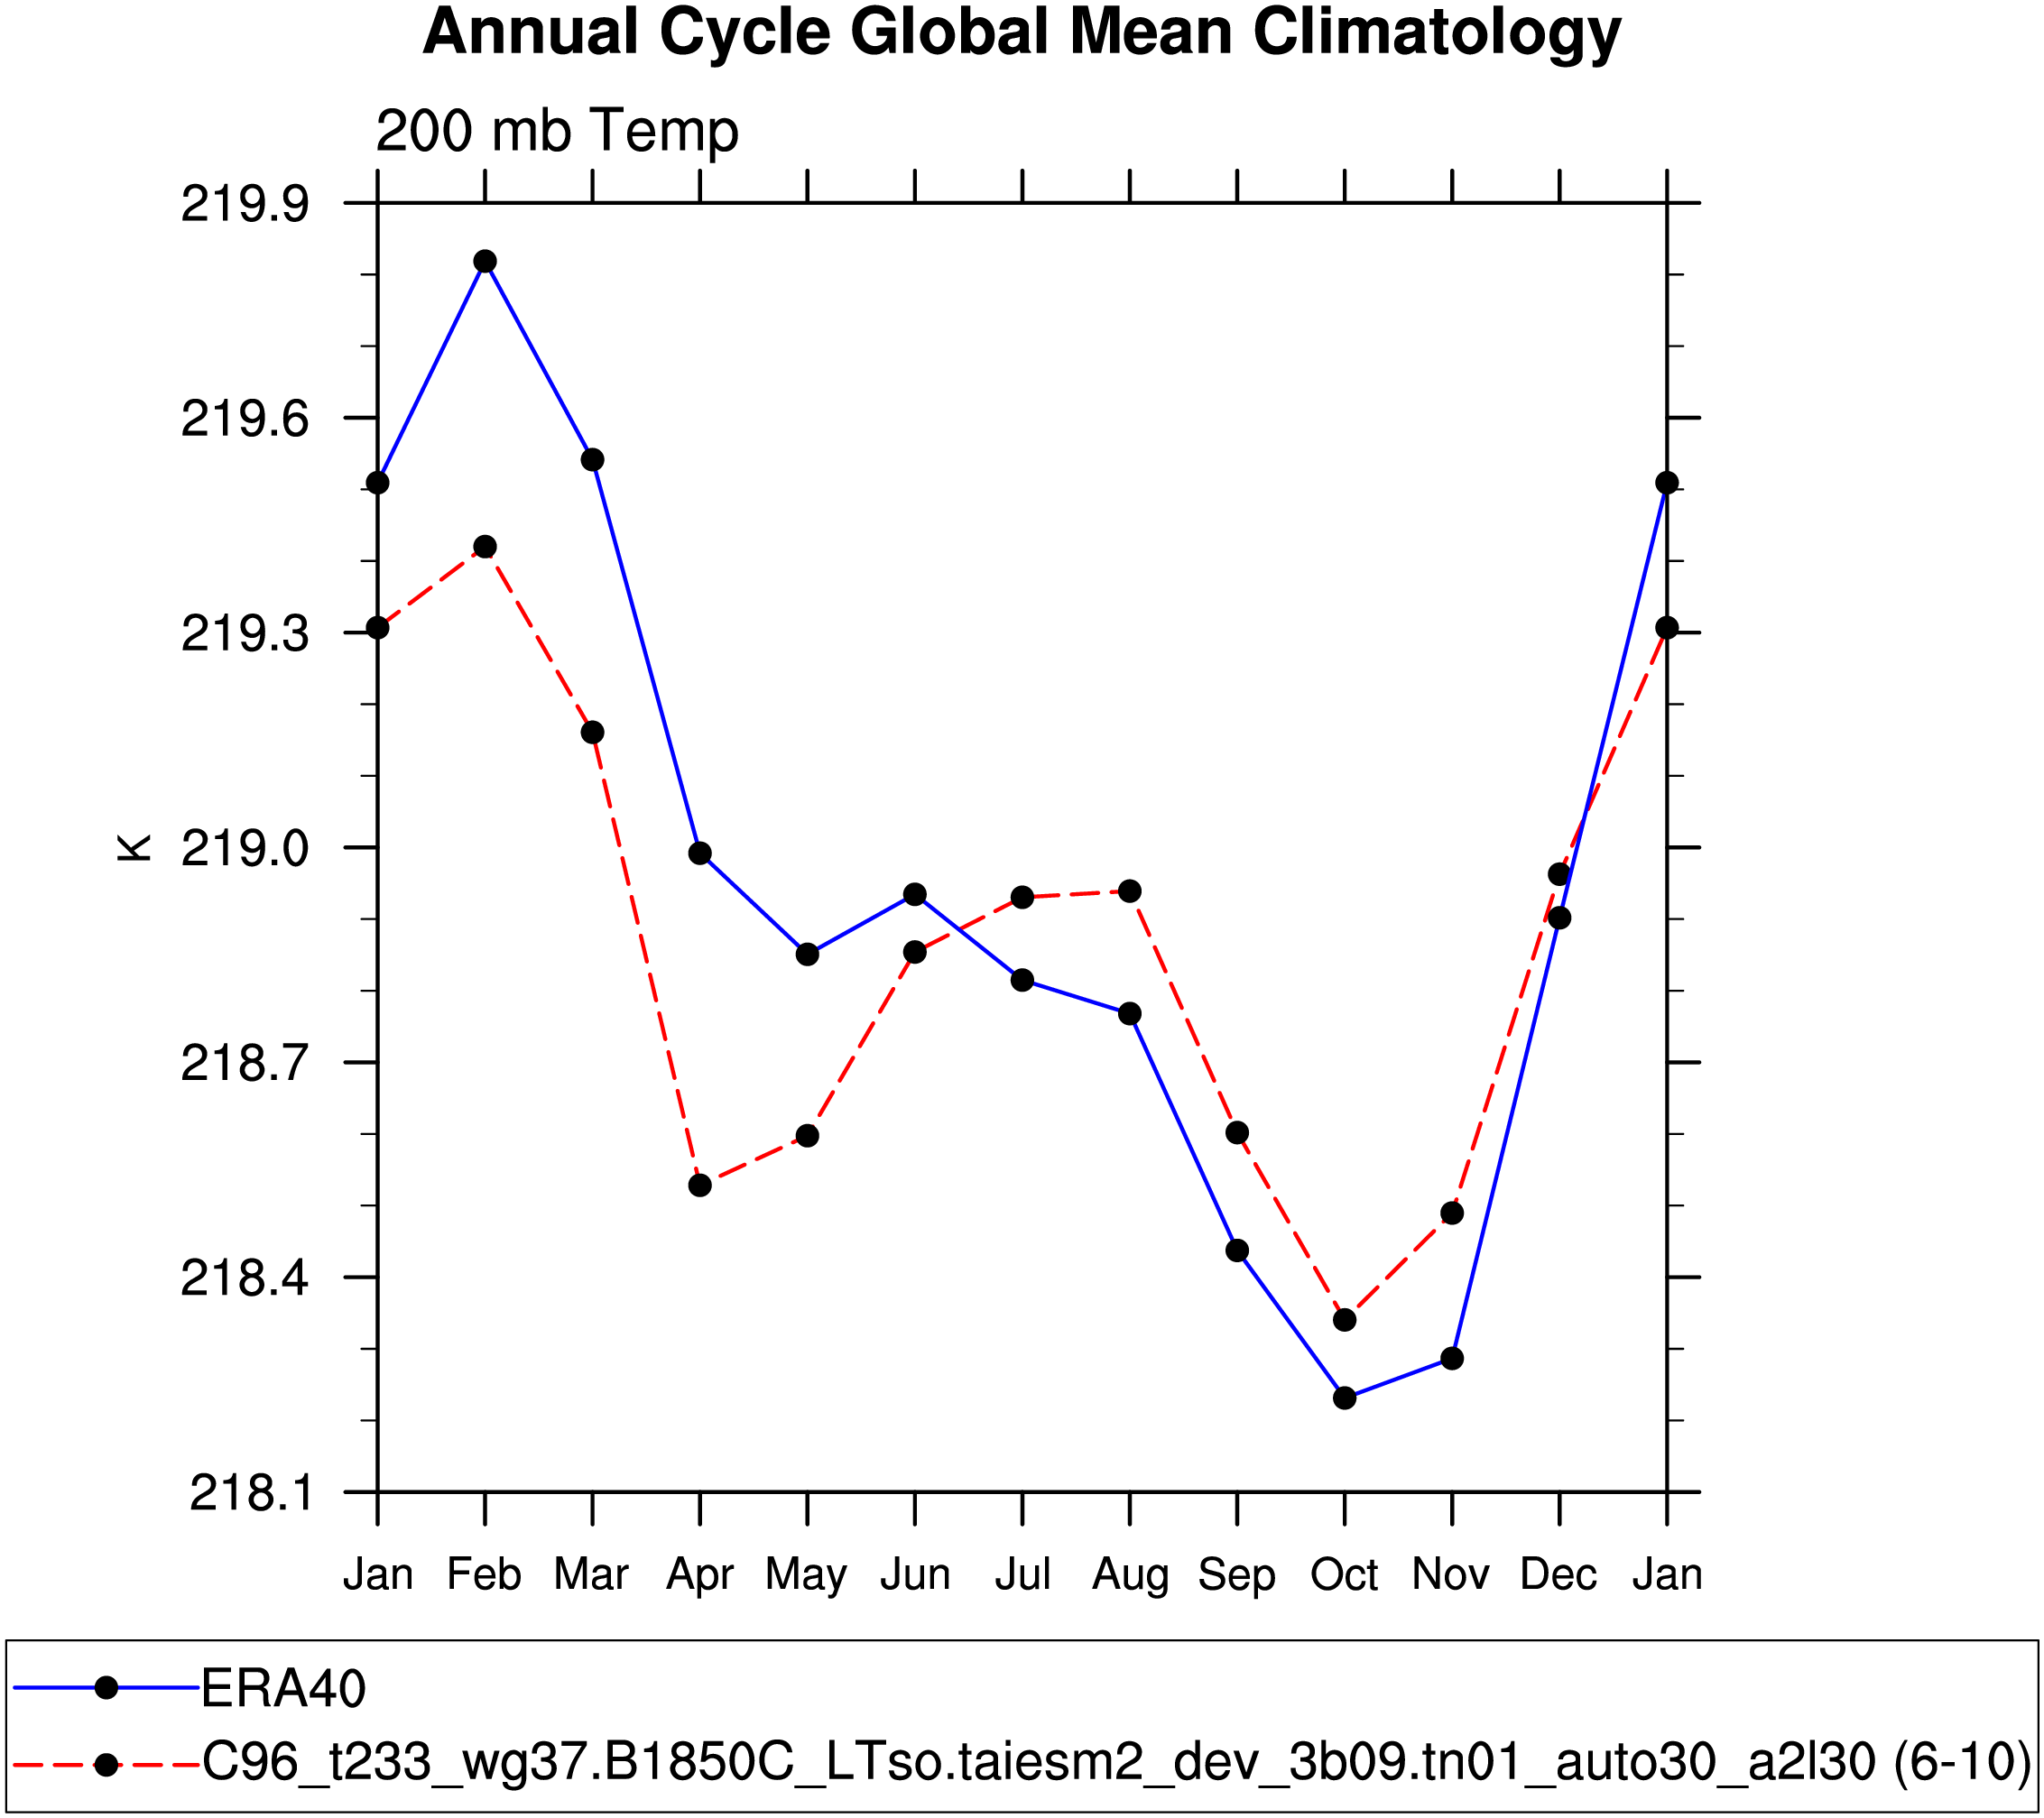 Annual Cycle Global Mean Climatology
200 mb Temp
219.9
219.6
219.3
219.0
218.7
218.4
218.1
K
Jan Feb Mar Apr May Jun Jul Aug Sep Oct Nov Dec Jan
ERA40
C96_t233_wg37.B1850C_LTso.taiesm2_dev_3b09.tn01_auto30_a2l30 (6-10)